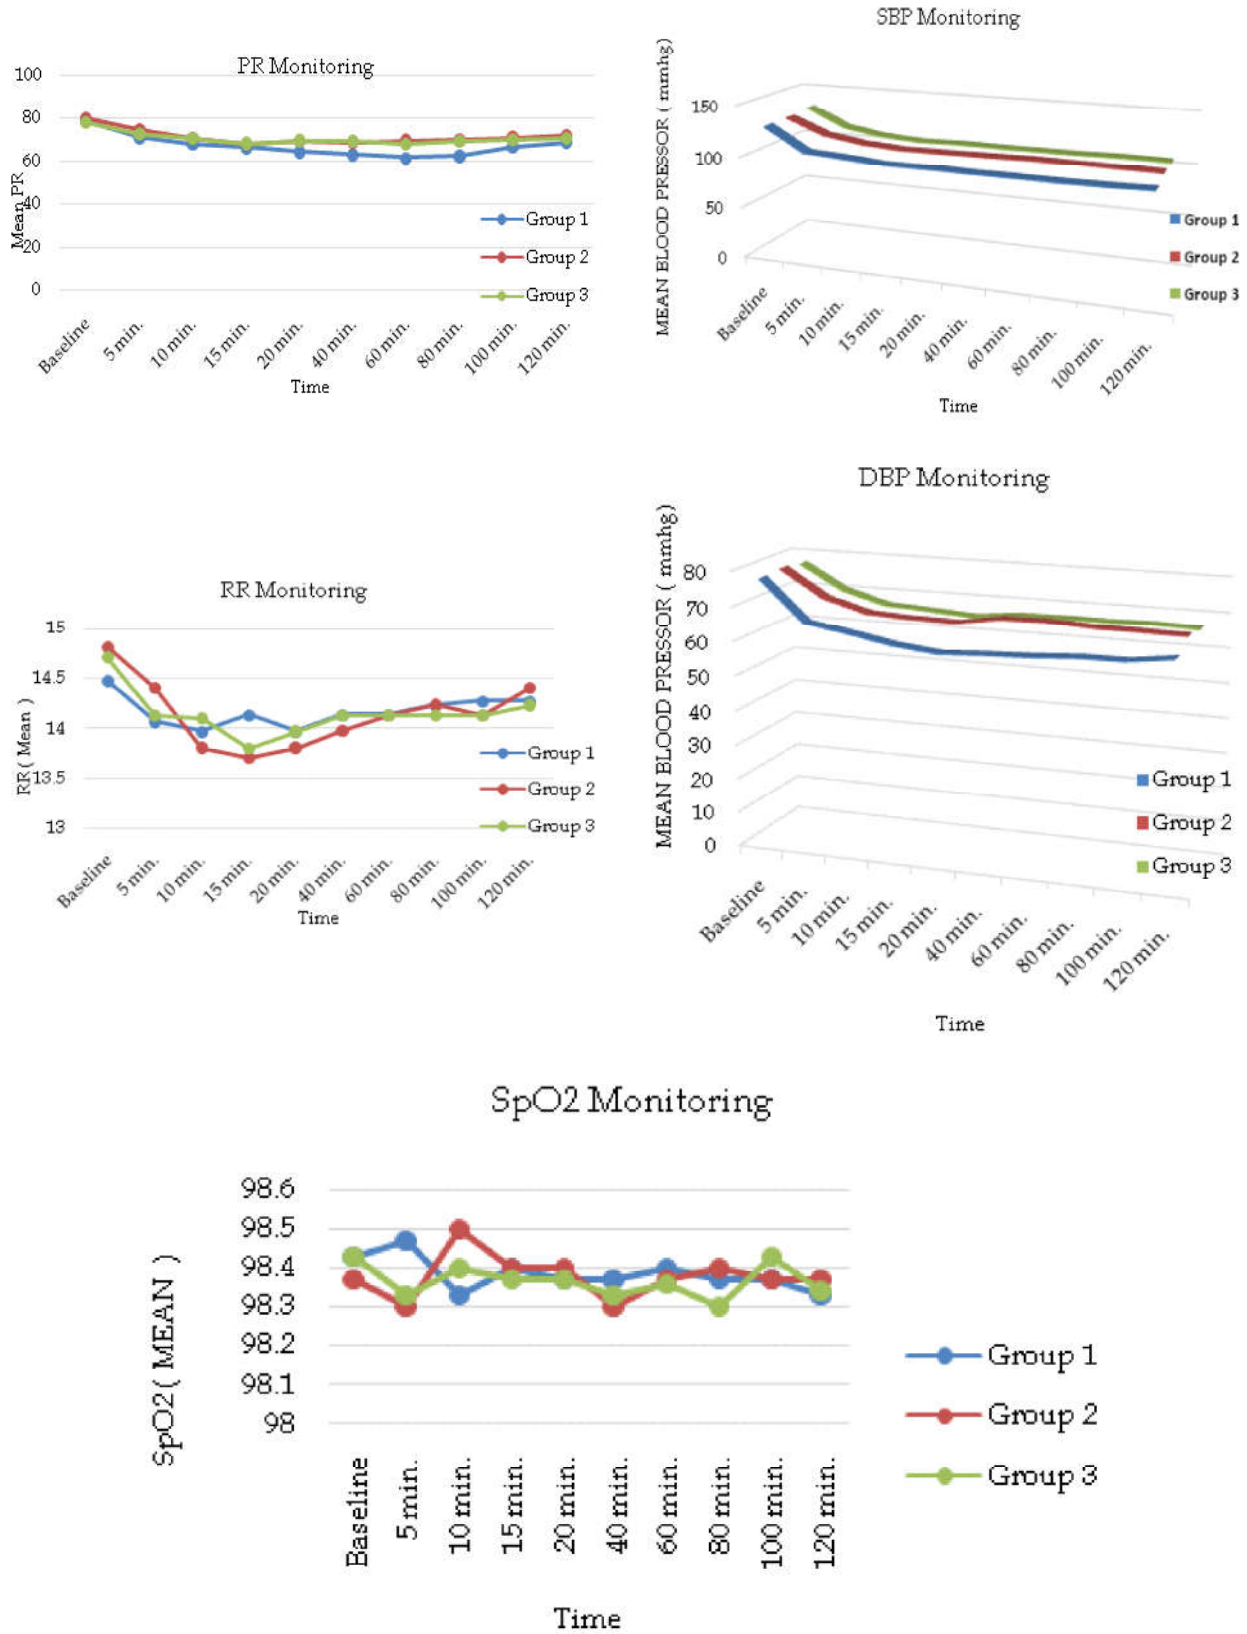 PR Monitoring
100
80
60
40
20
0
Mean PR
Group 1
Group 2
Group 3
Baseline
5 min.
10 min.
15 min.
20 min.
40 min.
60 min.
80 min.
100 min.
120 min.
Time
SBP Monitoring
MEAN BLOOD PRESSOR ( mmhg)
150
100
50
0
Group 1
Group 2
Group 3
Baseline
5 min.
10 min.
15 min.
20 min.
40 min.
60 min.
80 min.
100 min.
120 min.
Time
RR Monitoring
15
14.5
14
13.5
13
RR ( Mean )
Group 1
Group 2
Group 3
Baseline
5 min.
10 min.
15 min.
20 min.
40 min.
60 min.
80 min.
100 min.
120 min.
Time
DBP Monitoring
MEAN BLOOD PRESSOR ( mmhg)
80
70
60
50
40
30
20
10
0
Group 1
Group 2
Group 3
Baseline
5 min.
10 min.
15 min.
20 min.
40 min.
60 min.
80 min.
100 min.
120 min.
Time
SpO2 Monitoring
98.6
98.5
98.4
98.3
98.2
98.1
98
SpO2 ( MEAN )
Group 1
Group 2
Group 3
Baseline
5 min.
10 min.
15 min.
20 min.
40 min.
60 min.
80 min.
100 min.
120 min.
Time